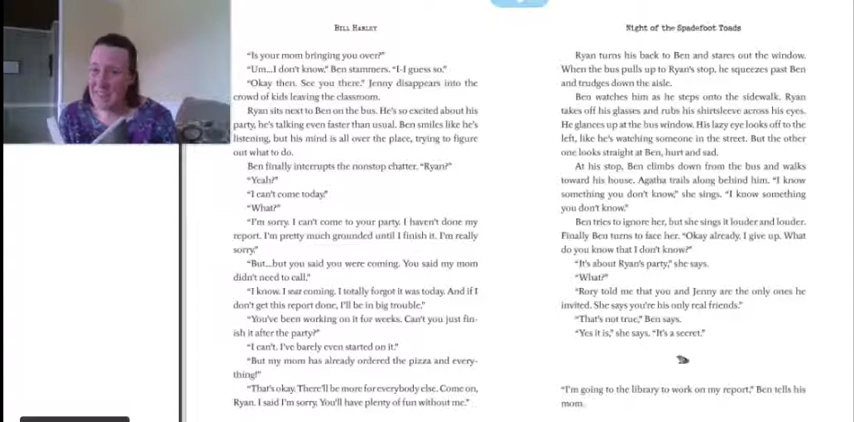 BILL HARLEY
"Is your mom bringing you over?"
"Um...I don't know," Ben stammers. "I-I guess so."
"Okay then. See you there." Jenny disappears into the
crowd of kids leaving the classroom.
Ryan sits next to Ben on the bus. He's so excited about his
party, he's talking even faster than usual. Ben smiles like he's
listening, but his mind is all over the place, trying to figure
out what to do.
Ben finally interrupts the nonstop chatter. "Ryan?"
"Yeah?"
"I can't come today."
"What?"
"I'm sorry. I can't come to your party. I haven't done my
report. I'm pretty much grounded until I finish it. I'm really
sorry."
"But...but you said you were coming. You said my mom
didn't need to call."
"I know. I was coming. I totally forgot it was today. And if I
don't get this report done, I'll be in big trouble."
"You've been working on it for weeks. Can't you just fin-
ish it after the party?"
"I can't. I've barely even started on it."
"But my mom has already ordered the pizza and every-
thing!"
"That's okay. There'll be more for everybody else. Come on,
Ryan. I said I'm sorry. You'll have plenty of fun without me."
Night of the Spadefoot Toads
Ryan turns his back to Ben and stares out the window.
When the bus pulls up to Ryan's stop, he squeezes past Ben
and trudges down the aisle.
Ben watches him as he steps onto the sidewalk. Ryan
takes off his glasses and rubs his shirtsleeve across his eyes.
He glances up at the bus window. His lazy eye looks off to the
left, like he's watching someone in the street. But the other
one looks straight at Ben, hurt and sad.
At his stop, Ben climbs down from the bus and walks
toward his house. Agatha trails along behind him. "I know
something you don't know," she sings. "I know something
you don't know."
Ben tries to ignore her, but she sings it louder and louder.
Finally Ben turns to face her. "Okay already, I give up. What
do you know that I don't know?"
"It's about Ryan's party," she says.
"What?"
"Rory told me that you and Jenny are the only ones he
invited. She says you're his only real friends."
"That's not true," Ben says.
"Yes it is," she says. "It's a secret."
"I'm going to the library to work on my report," Ben tells his
mom.